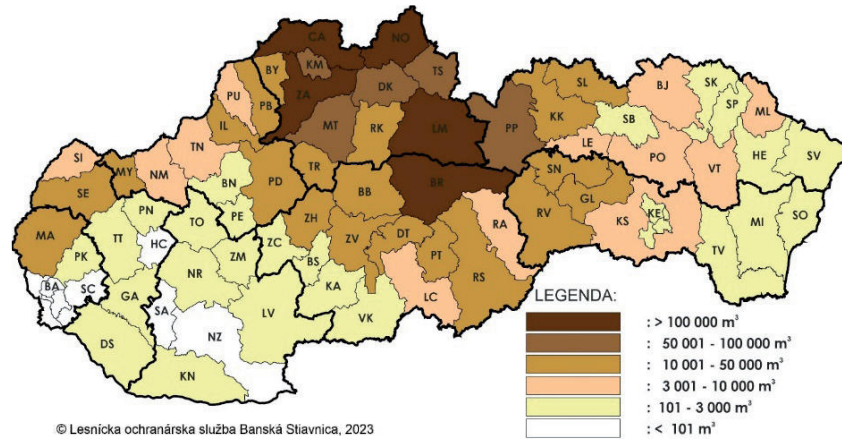 CA
NO
BY
KM
TS
ZA
DK
PU
PB
IL
MT
RK
LM
PP
SL
KK
BJ
SK
SP
ML
SB
LE
PO
VT
HE
SV
SI
TN
SE
MY
NM
BN
PD
TR
BB
BR
SN
GL
RV
KS
KE
SO
MI
TV
MA
PN
PE
TO
ZH
RA
TT
HC
ZC
ZV
DT
PT
RS
PK
BS
ZM
NR
KA
LC
BA
SC
GA
SA
LV
VK
NZ
DS
KN
LEGENDA:
: > 100 000 m³
: 50 001 - 100 000 m³
: 10 001 - 50 000 m³
: 3 001 - 10 000 m³
: 101 - 3 000 m³
: < 101 m³
© Lesnícka ochranárska služba Banská Stiavnica, 2023